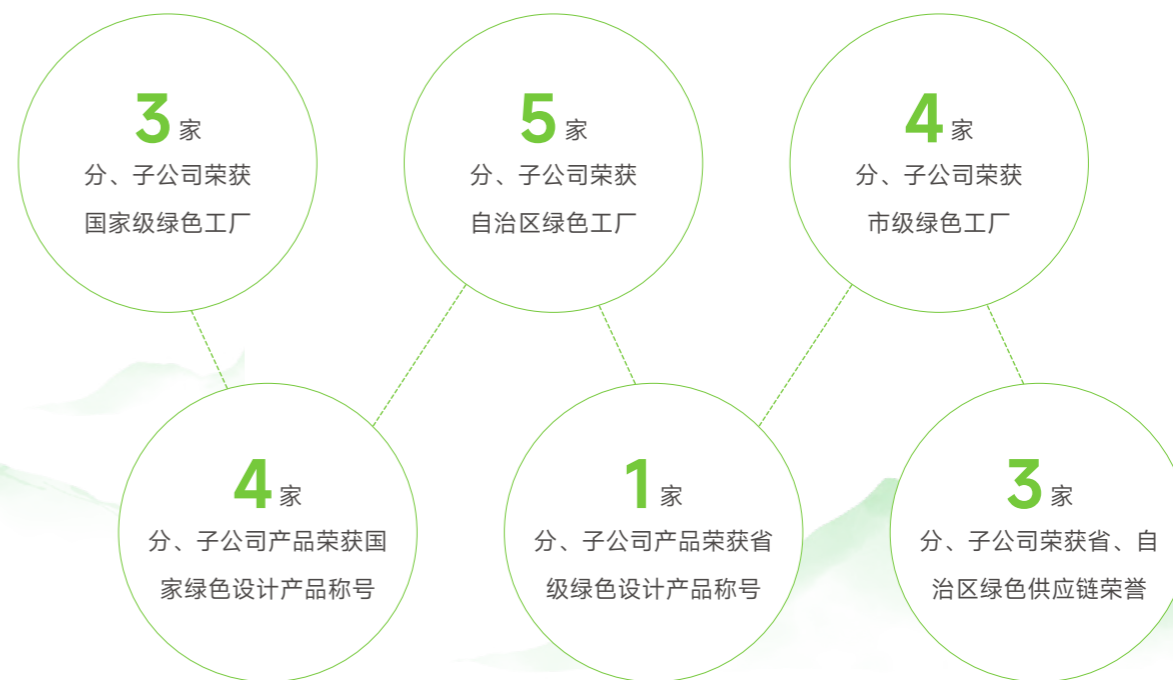 3 家
分、子公司荣获
国家级绿色工厂
5 家
分、子公司荣获
自治区绿色工厂
4 家
分、子公司荣获
市级绿色工厂
4 家
分、子公司产品荣获国
家绿色设计产品称号
1 家
分、子公司产品荣获省
级绿色设计产品称号
3 家
分、子公司荣获省、自
治区绿色供应链荣誉